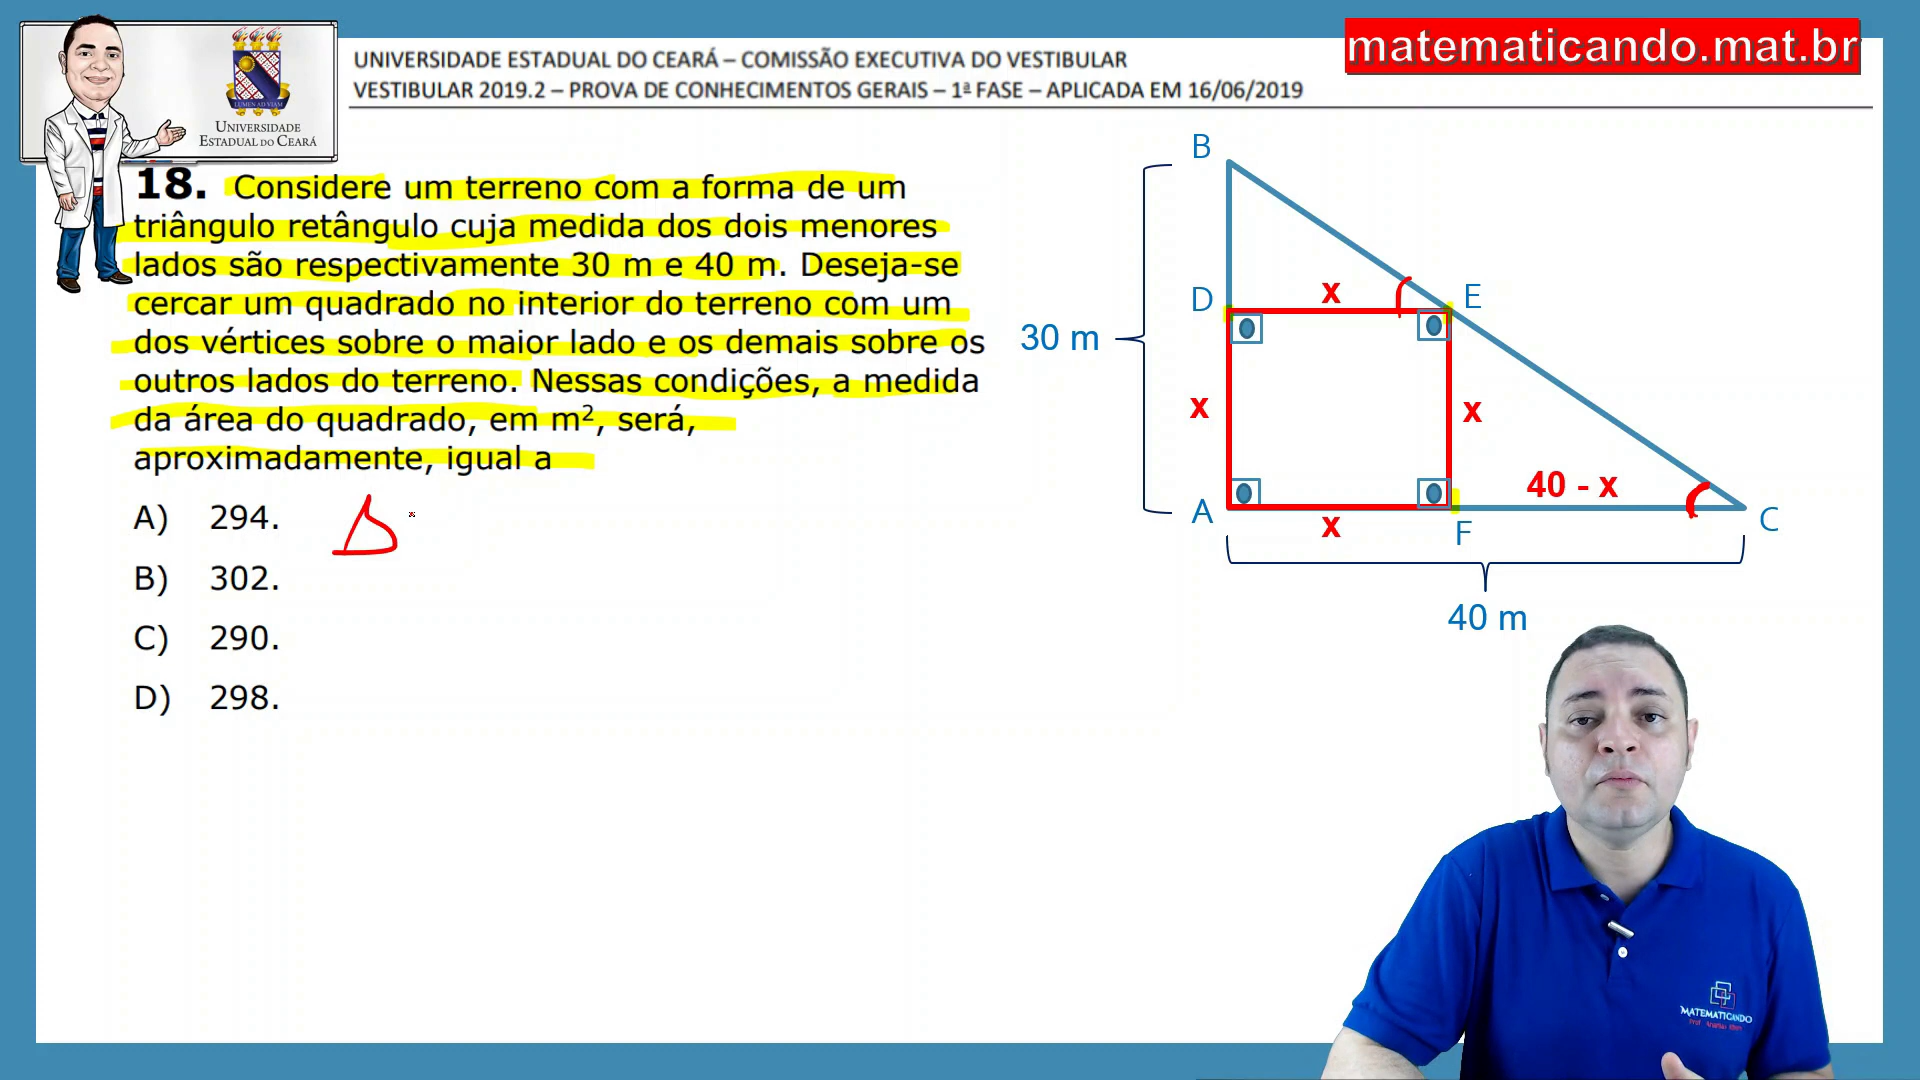 matematicando.mat.br
UNIVERSIDADE ESTADUAL DO CEARÁ – COMISSÃO EXECUTIVA DO VESTIBULAR
VESTIBULAR 2019.2 – PROVA DE CONHECIMENTOS GERAIS – 1ª FASE – APLICADA EM 16/06/2019
LUMEN AD VIAM
UNIVERSIDADE
ESTADUAL DO CEARÁ
18. Considere um terreno com a forma de um
triângulo retângulo cuja medida dos dois menores
lados são respectivamente 30 m e 40 m. Deseja-se
cercar um quadrado no interior do terreno com um
dos vértices sobre o maior lado e os demais sobre os
outros lados do terreno. Nessas condições, a medida
da área do quadrado, em m², será,
aproximadamente, igual a
A) 294.
B) 302.
C) 290.
D) 298.
B
D
x
E
30 m
x
x
40 - x
A
x
F
C
40 m
MATEMATICANDO